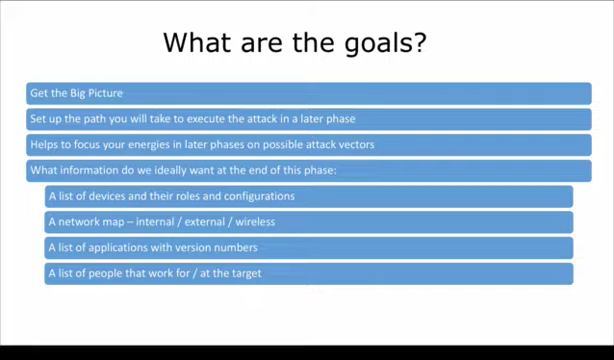 What are the goals?
Get the Big Picture
Set up the path you will take to execute the attack in a later phase
Helps to focus your energies in later phases on possible attack vectors
What information do we ideally want at the end of this phase:
A list of devices and their roles and configurations
A network map – internal / external / wireless
A list of applications with version numbers
A list of people that work for / at the target